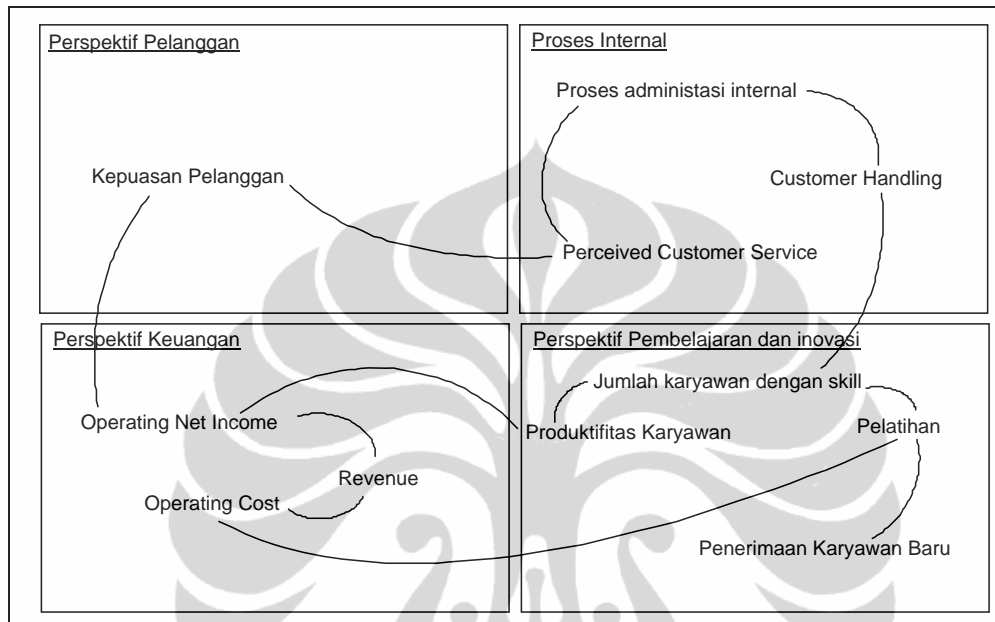 Perspektif Pelanggan
Kepuasan Pelanggan
Proses Internal
Proses administasi internal
Customer Handling
Perceived Customer Service
Perspektif Keuangan
Operating Net Income
Revenue
Operating Cost
Perspektif Pembelajaran dan inovasi
Jumlah karyawan dengan skill
Produktifitas Karyawan
Pelatihan
Penerimaan Karyawan Baru